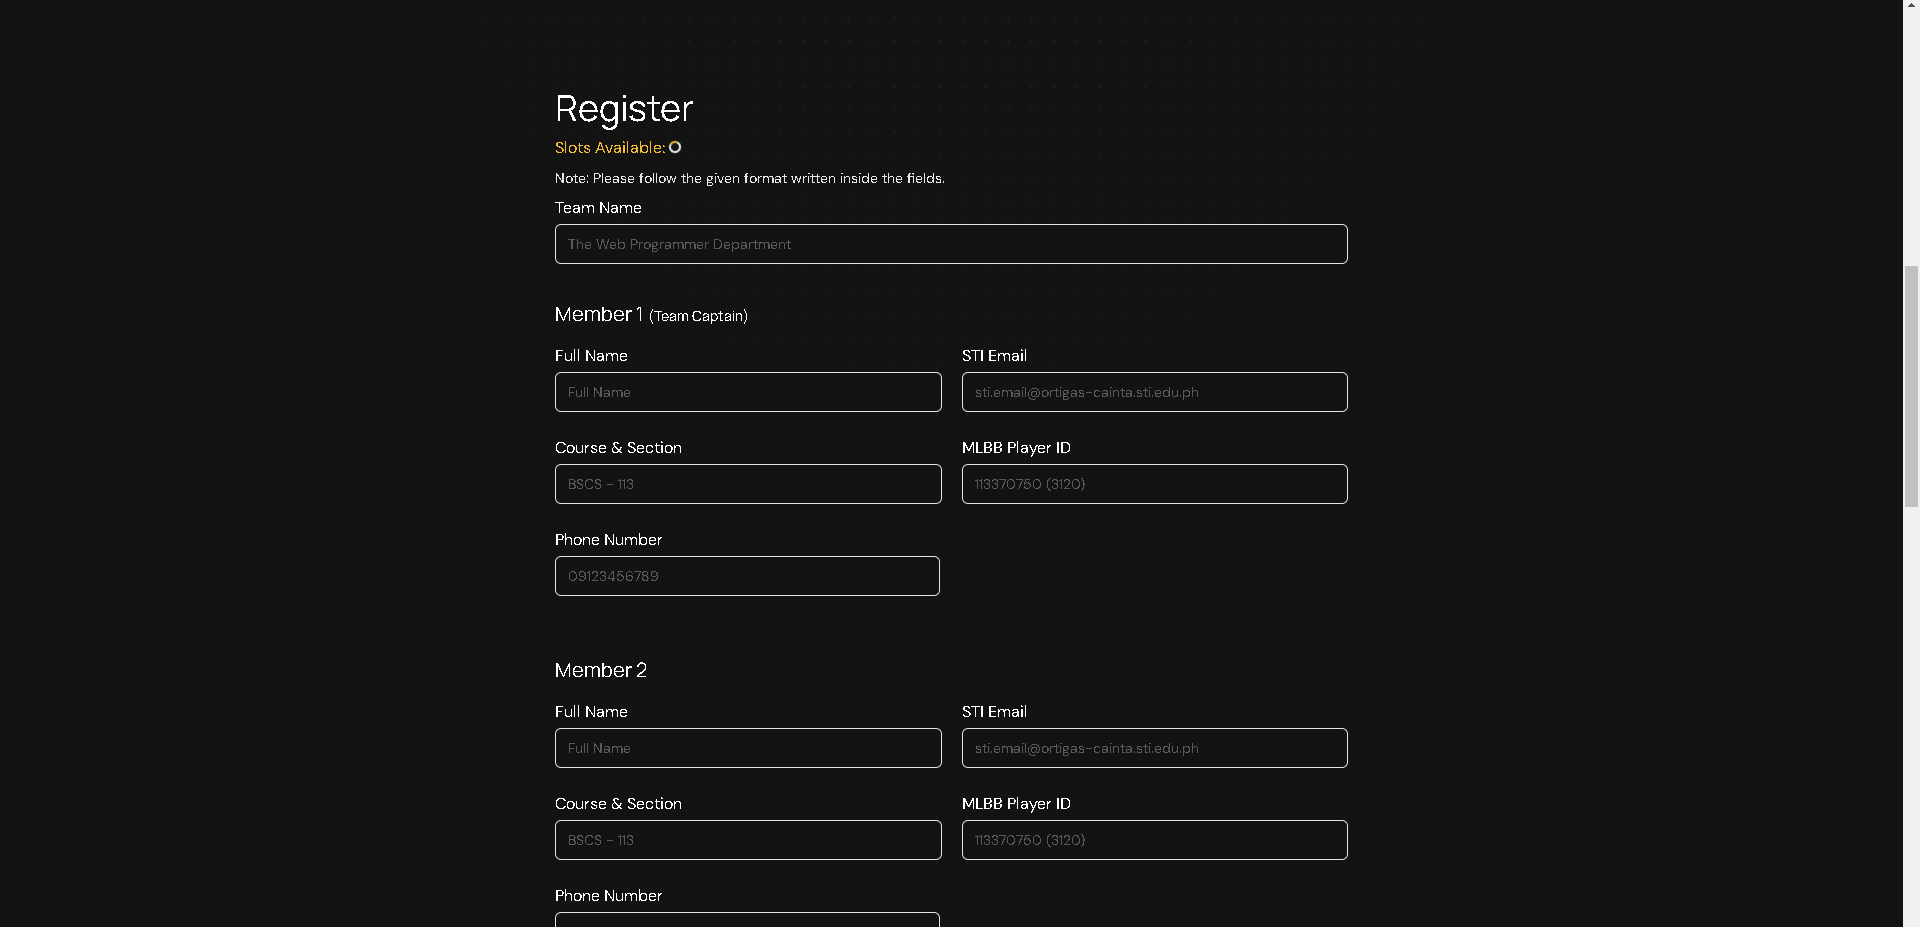 Register
Slots Available:
Note: Please follow the given format written inside the fields.
Team Name
The Web Programmer Department
Member 1 (Team Captain)
Full Name
STI Email
Full Name
sti.email@ortigas-cainta.sti.edu.ph
Course & Section
MLBB Player ID
BSCS - 113
113370750 (3120)
Phone Number
09123456789
Member 2
Full Name
STI Email
Full Name
sti.email@ortigas-cainta.sti.edu.ph
Course & Section
MLBB Player ID
BSCS - 113
113370750 (3120)
Phone Number